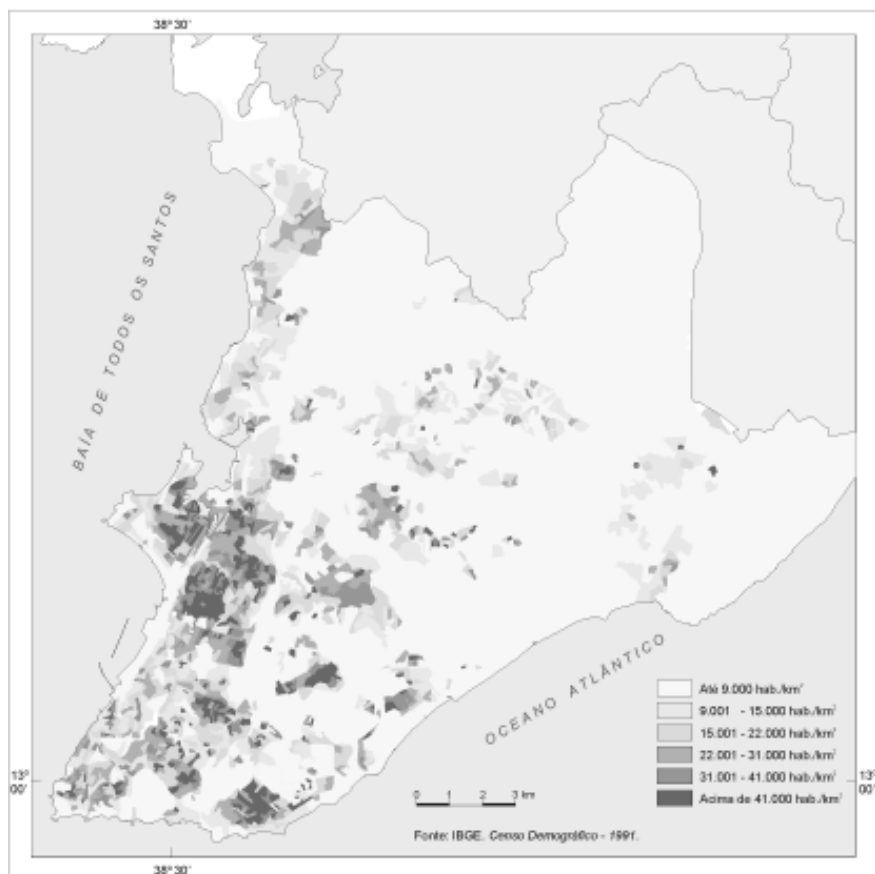 38° 30'
BAÍA DE TODOS OS SANTOS
OCEANO ATLÂNTICO
Até 9.000 hab./km²
9.001 - 15.000 hab./km²
15.001 - 22.000 hab./km²
22.001 - 31.000 hab./km²
31.001 - 41.000 hab./km²
Acima de 41.000 hab./km²
13°
00'
13°
00'
0 1 2 3 km
Fonte: IBGE. Censo Demográfico - 1991.
38° 30'